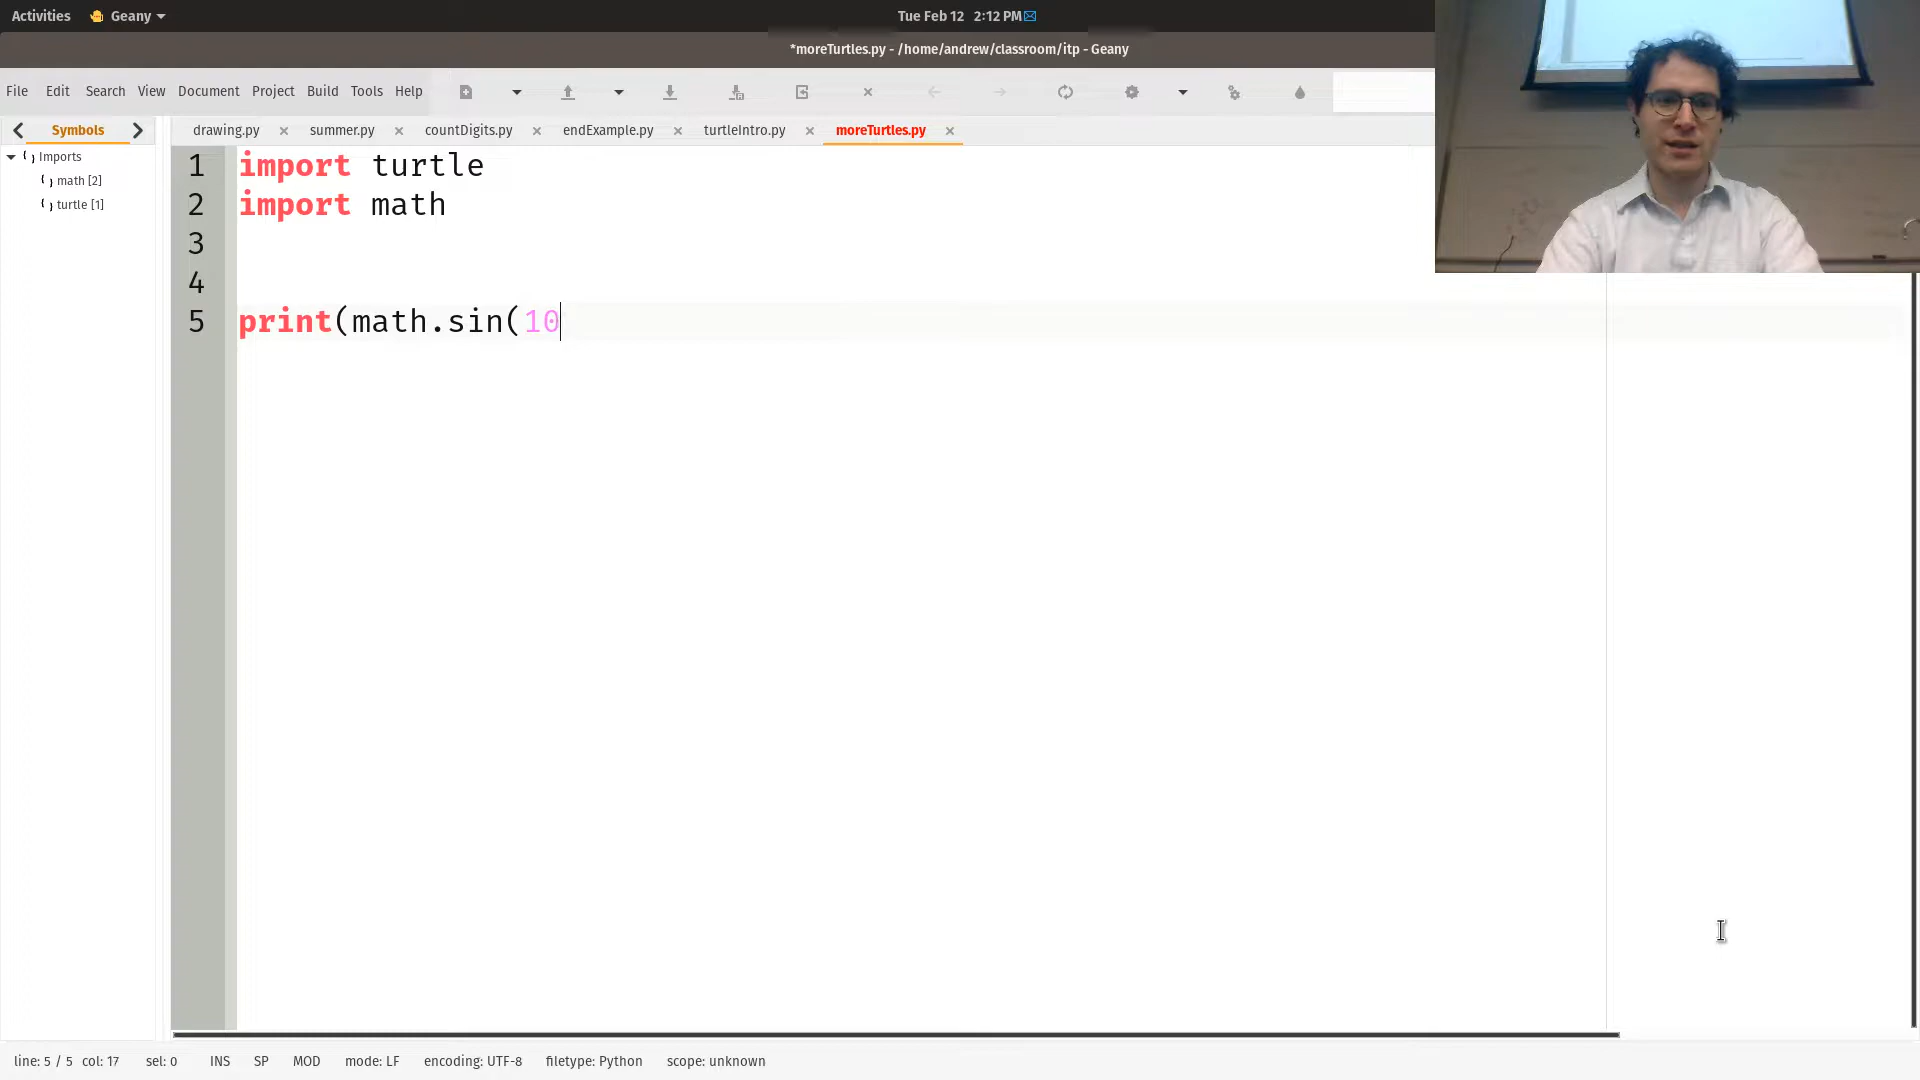 Activities Geany Tue Feb 12 2:12 PM
*moreTurtles.py - /home/andrew/classroom/itp - Geany
File Edit Search View Document Project Build Tools Help
Symbols drawing.py summer.py countDigits.py endExample.py turtleIntro.py moreTurtles.py
Imports
math [2]
turtle [1]
1 import turtle
2 import math
3
4
5 print(math.sin(10
line: 5 / 5 col: 17 sel: 0 INS SP MOD mode: LF encoding: UTF-8 filetype: Python scope: unknown